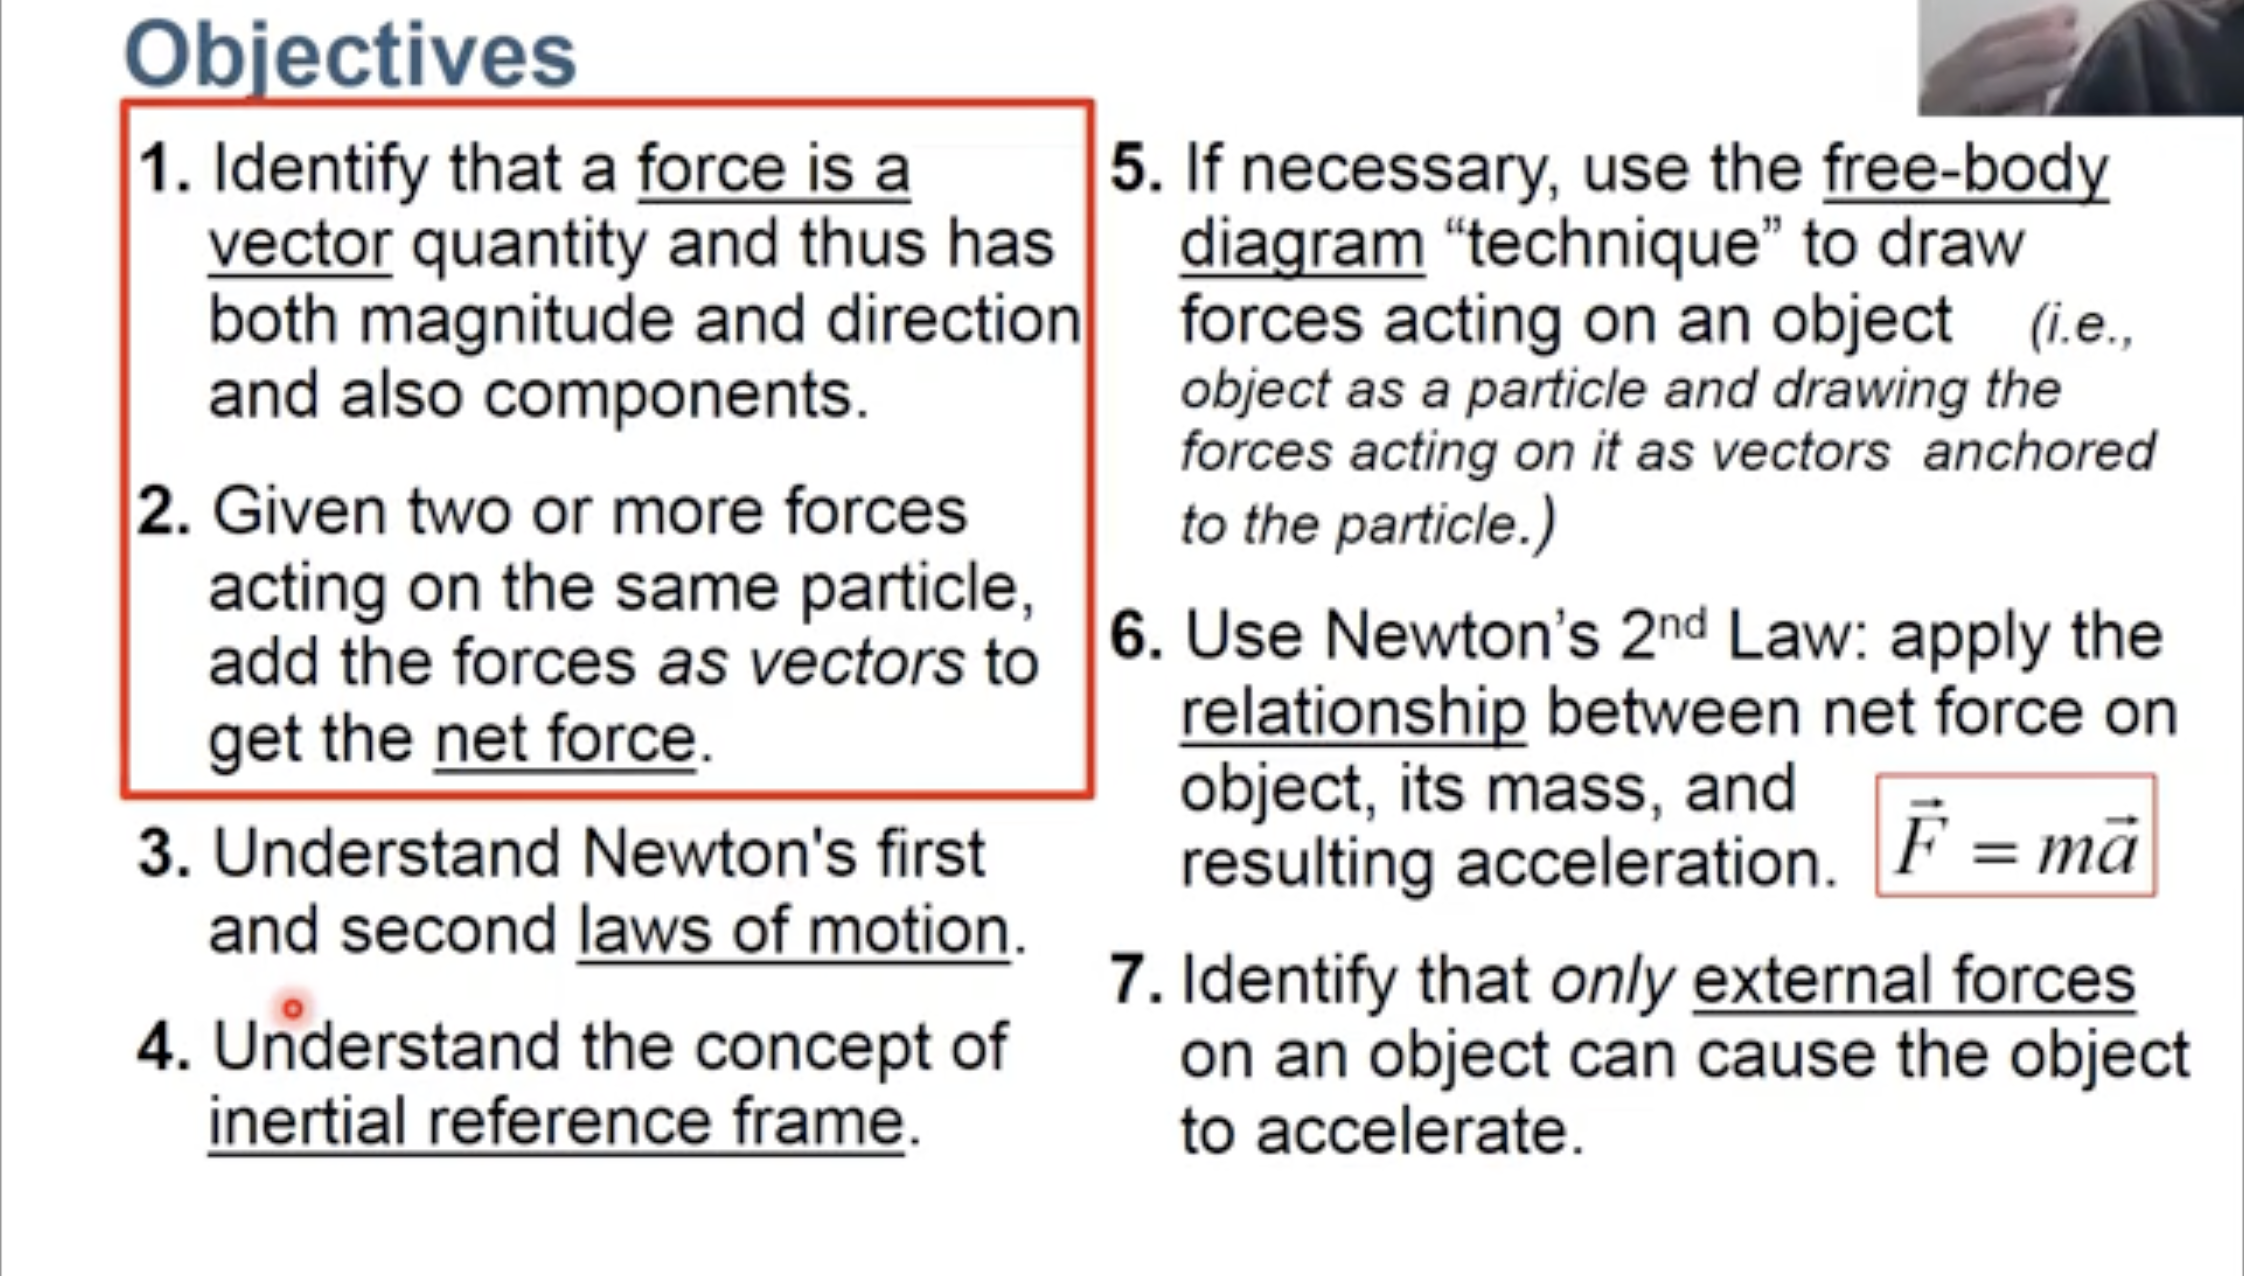 Objectives
1. Identify that a force is a
vector quantity and thus has
both magnitude and direction
and also components.
2. Given two or more forces
acting on the same particle,
add the forces as vectors to
get the net force.
3. Understand Newton's first
and second laws of motion.
4. Understand the concept of
inertial reference frame.
5. If necessary, use the free-body
diagram “technique” to draw
forces acting on an object (i.e.,
object as a particle and drawing the
forces acting on it as vectors anchored
to the particle.)
6. Use Newton’s 2nd Law: apply the
relationship between net force on
object, its mass, and
resulting acceleration.
F⃗ = ma⃗
7. Identify that only external forces
on an object can cause the object
to accelerate.